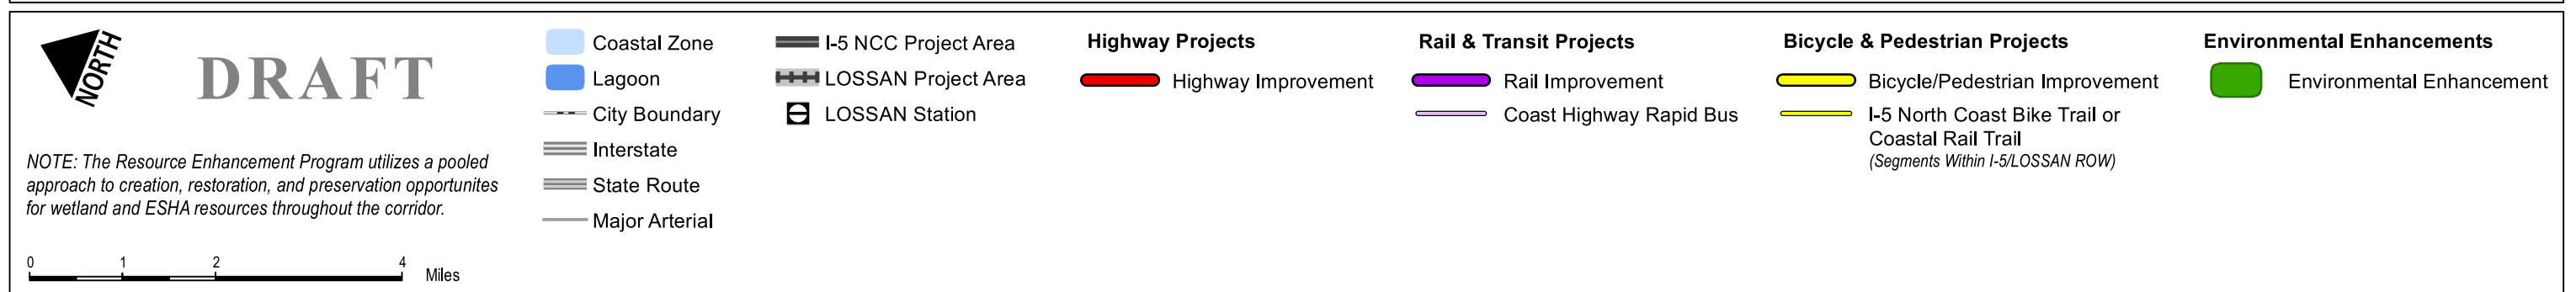 NORTH
DRAFT
NOTE: The Resource Enhancement Program utilizes a pooled
approach to creation, restoration, and preservation opportunites
for wetland and ESHA resources throughout the corridor.
0 1 2 4 Miles
Coastal Zone
Lagoon
City Boundary
Interstate
State Route
Major Arterial
I-5 NCC Project Area
LOSSAN Project Area
LOSSAN Station
Highway Projects
Highway Improvement
Rail & Transit Projects
Rail Improvement
Coast Highway Rapid Bus
Bicycle & Pedestrian Projects
Bicycle/Pedestrian Improvement
I-5 North Coast Bike Trail or
Coastal Rail Trail
(Segments Within I-5/LOSSAN ROW)
Environmental Enhancements
Environmental Enhancement